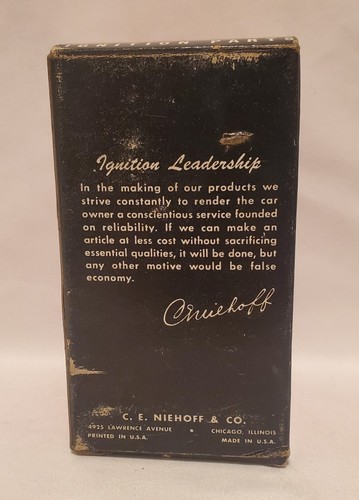 IGNITION PARTS
Ignition Leadership
In the making of our products we
strive constantly to render the car
owner a conscientious service founded
on reliability. If we can make an
article at less cost without sacrificing
essential qualities, it will be done, but
any other motive would be false
economy.
C E Niehoff
C. E. NIEHOFF & CO.
4925 LAWRENCE AVENUE • CHICAGO, ILLINOIS
PRINTED IN U.S.A. MADE IN U.S.A.